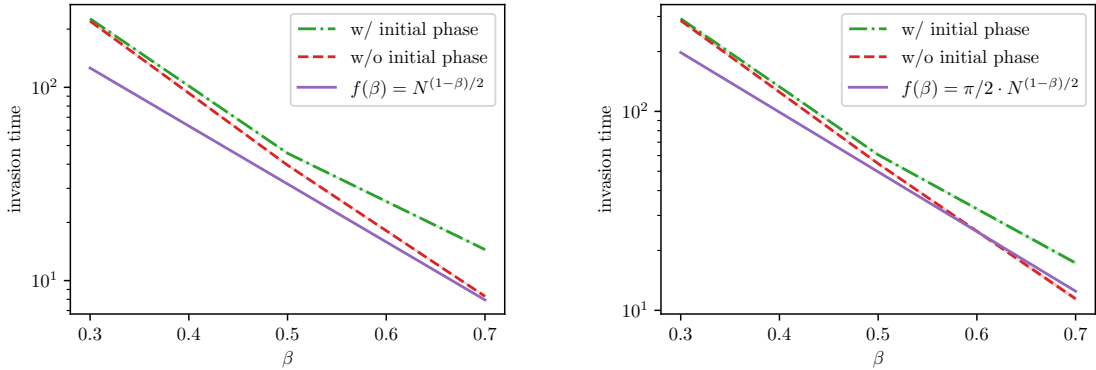 w/ initial phase
w/o initial phase
f(β) = N^{(1−β)/2}
10^2
10^1
invasion time
0.3 0.4 0.5 0.6 0.7
β
w/ initial phase
w/o initial phase
f(β) = π/2 · N^{(1−β)/2}
10^2
10^1
invasion time
0.3 0.4 0.5 0.6 0.7
β